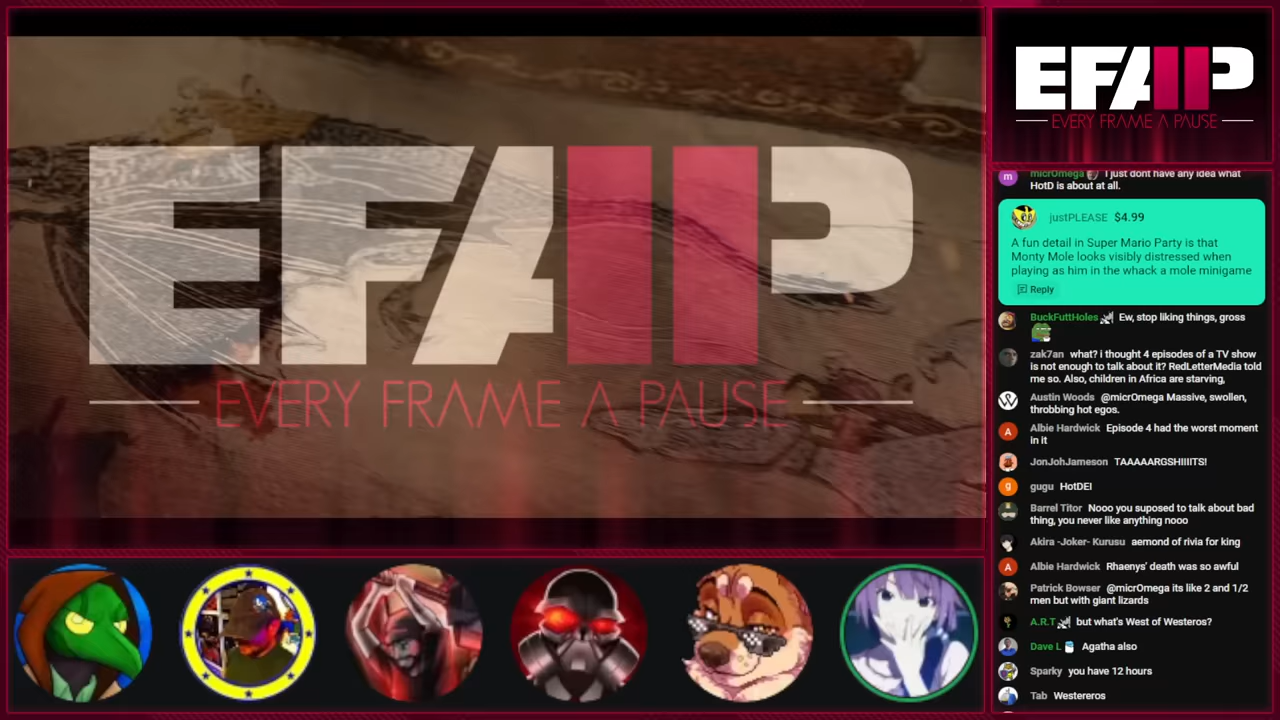 EFAP
EVERY FRAME A PAUSE
EFAP
EVERY FRAME A PAUSE
micrOmega I just dont have any idea what
HotD is about at all.
justPLEASE $4.99
A fun detail in Super Mario Party is that
Monty Mole looks visibly distressed when
playing as him in the whack a mole minigame
Reply
BuckFuttHoles Ew, stop liking things, gross
zak7an what? i thought 4 episodes of a TV show
is not enough to talk about it? RedLetterMedia told
me so. Also, children in Africa are starving,
Austin Woods @micrOmega Massive, swollen,
throbbing hot egos.
A Albie Hardwick Episode 4 had the worst moment
in it
JonJohJameson TAAAAARGSHIIIITS!
g gugu HotDEI
Barrel Titor Nooo you suposed to talk about bad
thing, you never like anything nooo
Akira -Joker- Kurusu aemond of rivia for king
A Albie Hardwick Rhaenys' death was so awful
Patrick Bowser @micrOmega its like 2 and 1/2
men but with giant lizards
A.R.T but what's West of Westeros?
Dave L Agatha also
Sparky you have 12 hours
Tab Westereros